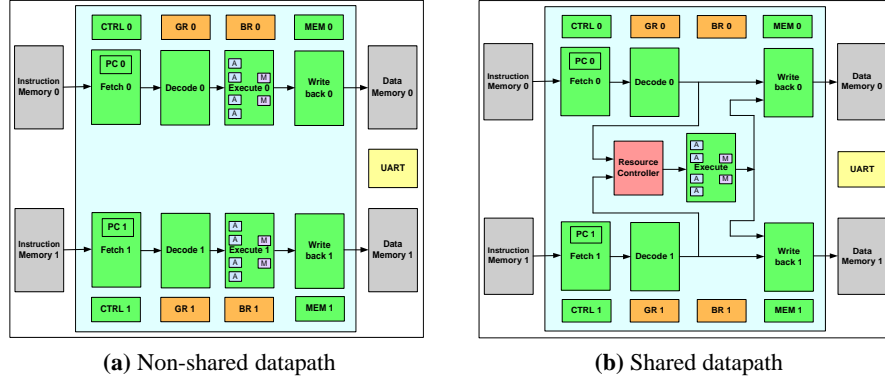 CTRL 0 GR 0 BR 0 MEM 0
Instruction Memory 0
PC 0
Fetch 0
Decode 0
A
A
Execute 0
A
A
M
M
Write back 0
Data Memory 0
UART
Instruction Memory 1
PC 1
Fetch 1
Decode 1
A
A
Execute 1
A
A
M
M
Write back 1
Data Memory 1
CTRL 1 GR 1 BR 1 MEM 1
(a) Non-shared datapath
CTRL 0 GR 0 BR 0 MEM 0
Instruction Memory 0
PC 0
Fetch 0
Decode 0
Write back 0
Data Memory 0
Resource Controller
A
A
Execute
A
A
M
M
UART
Instruction Memory 1
PC 1
Fetch 1
Decode 1
Write back 1
Data Memory 1
CTRL 1 GR 1 BR 1 MEM 1
(b) Shared datapath